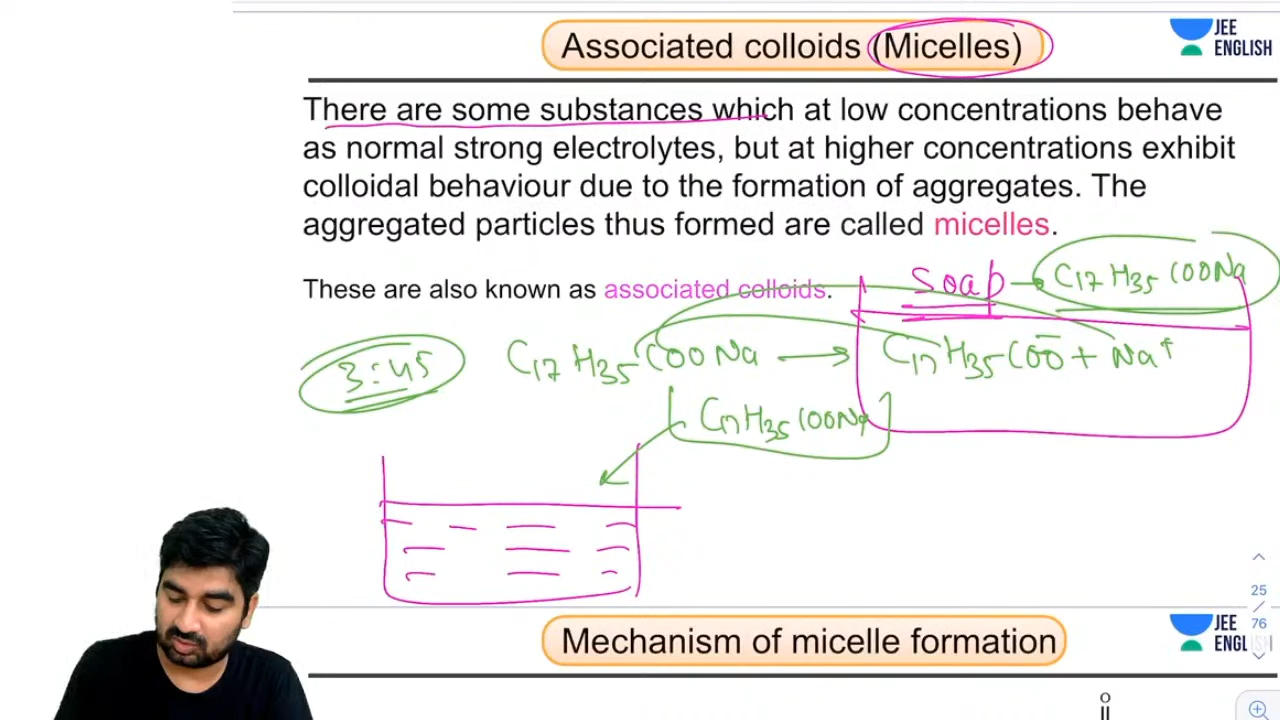 Associated colloids (Micelles)
JEE
ENGLISH
There are some substances which at low concentrations behave
as normal strong electrolytes, but at higher concentrations exhibit
colloidal behaviour due to the formation of aggregates. The
aggregated particles thus formed are called micelles.
Soap → C17H35COONa
These are also known as associated colloids.
3:45
C17H35COONa → C17H35COO⁻ + Na⁺
C17H35COONa
25
/
76
Mechanism of micelle formation
JEE
ENGLISH
O